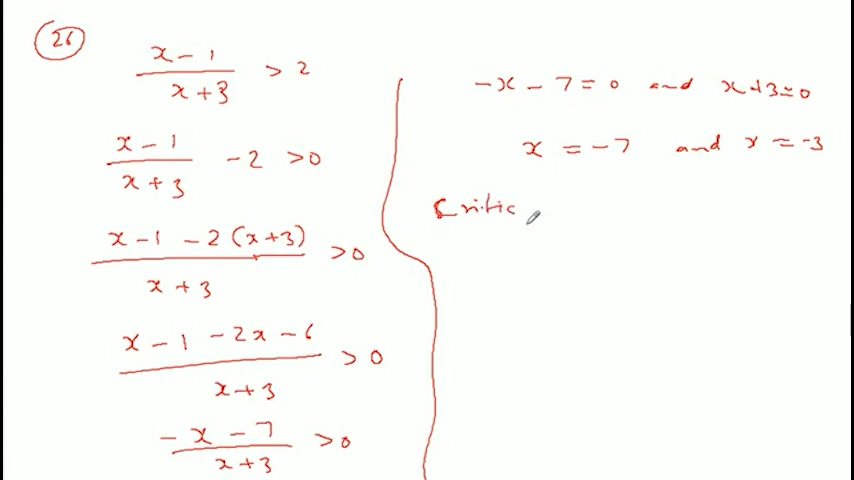 26
x-1/x+3 > 2
x-1/x+3 -2 >0
x-1 -2(x+3)/x+3 >0
x-1 -2x-6/x+3 >0
-x-7/x+3 >0
-x-7=0 and x+3=0
x=-7 and x=-3
Critic